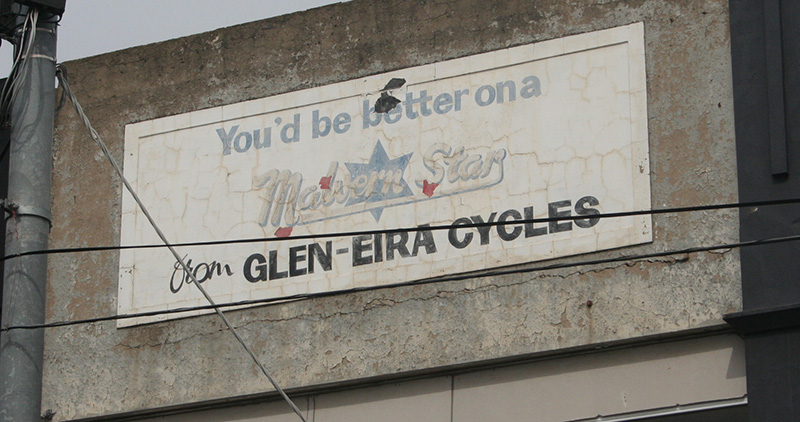 You'd be better on a
Malvern Star
from GLEN-EIRA CYCLES